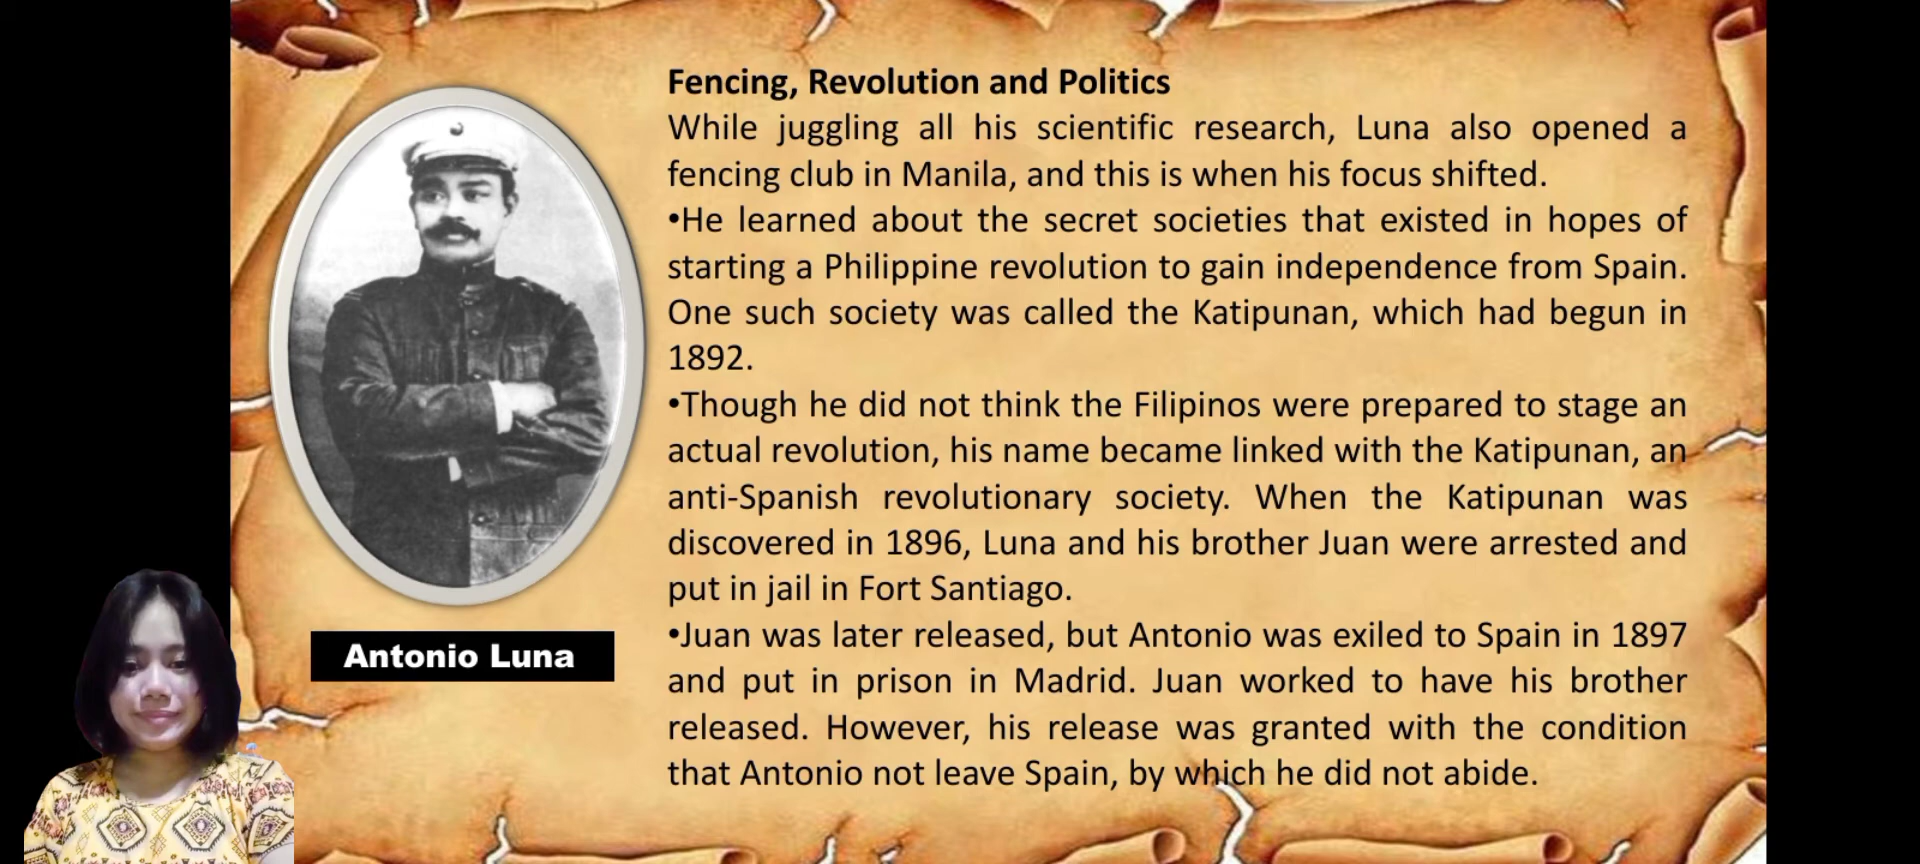 Fencing, Revolution and Politics
While juggling all his scientific research, Luna also opened a
fencing club in Manila, and this is when his focus shifted.
•He learned about the secret societies that existed in hopes of
starting a Philippine revolution to gain independence from Spain.
One such society was called the Katipunan, which had begun in
1892.
•Though he did not think the Filipinos were prepared to stage an
actual revolution, his name became linked with the Katipunan, an
anti-Spanish revolutionary society. When the Katipunan was
discovered in 1896, Luna and his brother Juan were arrested and
put in jail in Fort Santiago.
•Juan was later released, but Antonio was exiled to Spain in 1897
and put in prison in Madrid. Juan worked to have his brother
released. However, his release was granted with the condition
that Antonio not leave Spain, by which he did not abide.
Antonio Luna